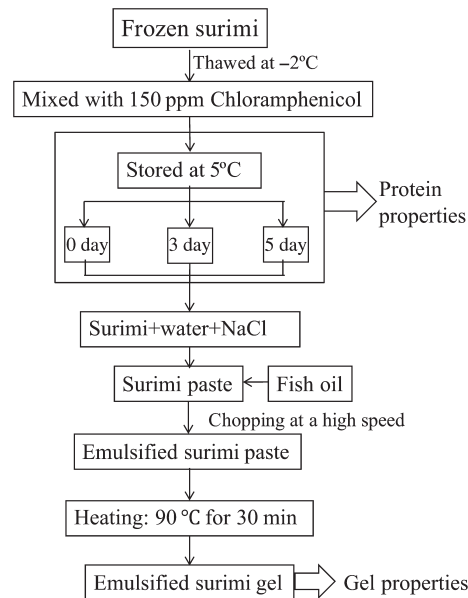 Frozen surimi
Thawed at –2ºC
Mixed with 150 ppm Chloramphenicol
Stored at 5ºC
Protein
properties
0 day
3 day
5 day
Surimi+water+NaCl
Surimi paste
Fish oil
Chopping at a high speed
Emulsified surimi paste
Heating: 90 ℃ for 30 min
Emulsified surimi gel
Gel properties